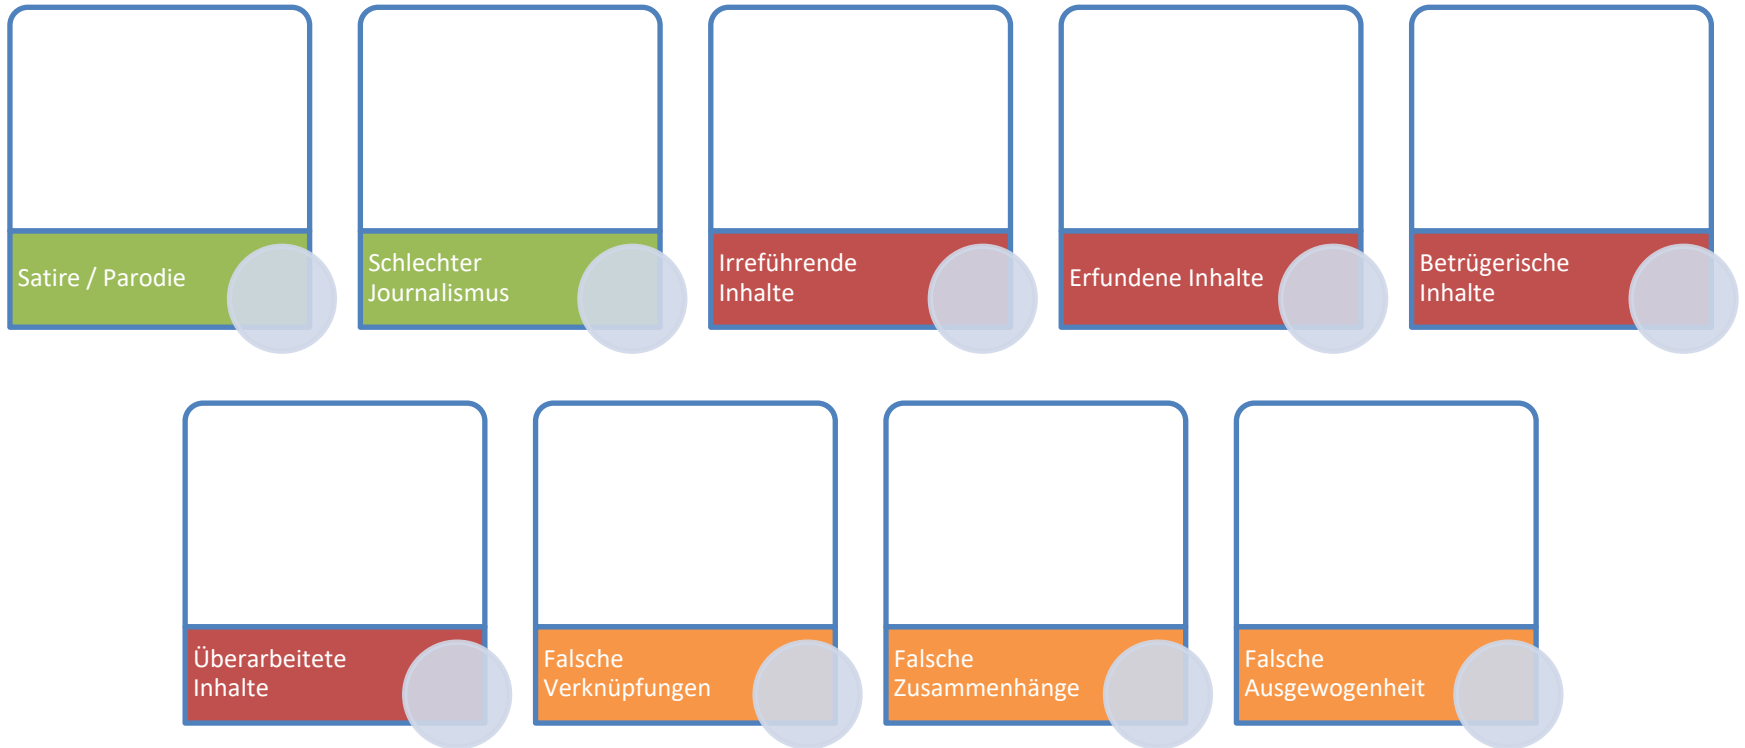 Satire / Parodie
Schlechter
Journalismus
Irreführende
Inhalte
Erfundene Inhalte
Betrügerische
Inhalte
Überarbeitete
Inhalte
Falsche
Verknüpfungen
Falsche
Zusammenhänge
Falsche
Ausgewogenheit